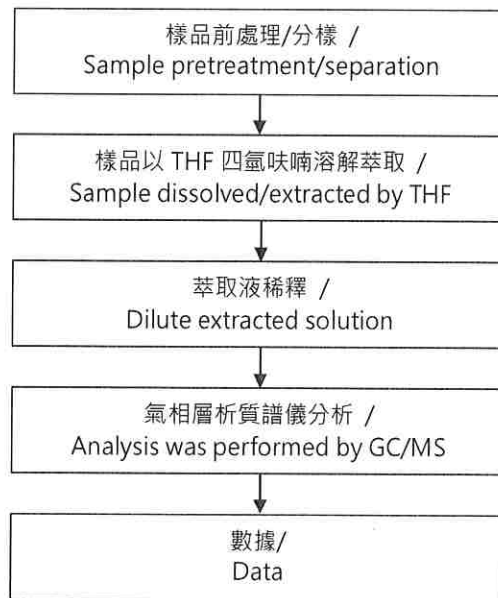 樣品前處理/分樣 /
Sample pretreatment/separation
樣品以 THF 四氫呋喃溶解萃取 /
Sample dissolved/extracted by THF
萃取液稀釋 /
Dilute extracted solution
氣相層析質譜儀分析 /
Analysis was performed by GC/MS
數據/
Data